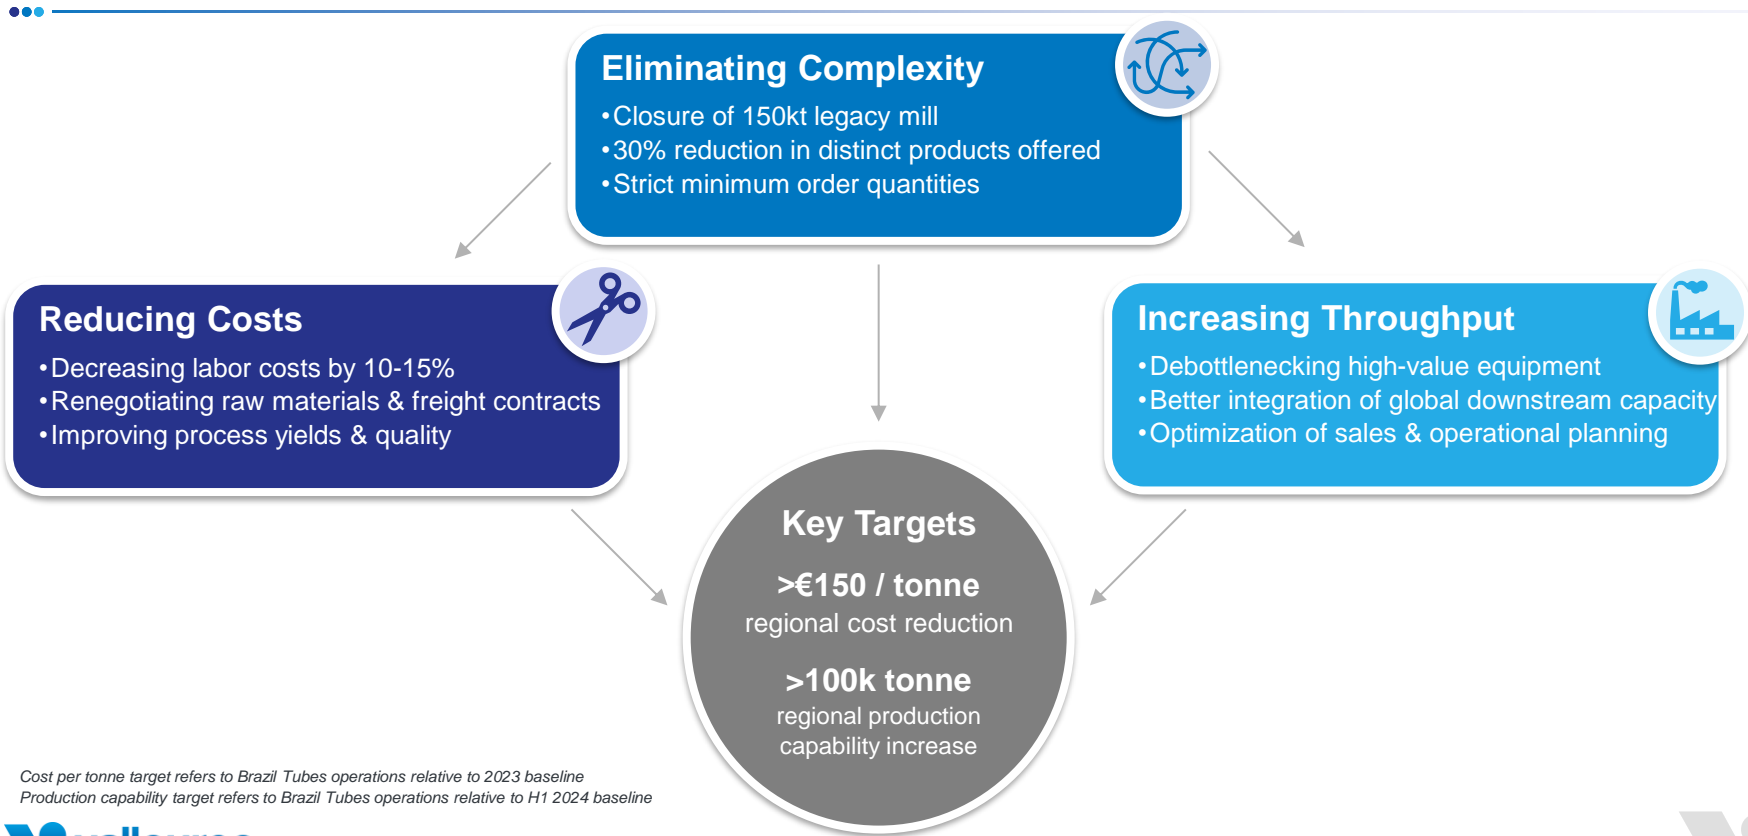 Eliminating Complexity
•Closure of 150kt legacy mill
•30% reduction in distinct products offered
•Strict minimum order quantities
Reducing Costs
•Decreasing labor costs by 10-15%
•Renegotiating raw materials & freight contracts
•Improving process yields & quality
Increasing Throughput
•Debottlenecking high-value equipment
•Better integration of global downstream capacity
•Optimization of sales & operational planning
Key Targets
>€150 / tonne
regional cost reduction
>100k tonne
regional production
capability increase
Cost per tonne target refers to Brazil Tubes operations relative to 2023 baseline
Production capability target refers to Brazil Tubes operations relative to H1 2024 baseline